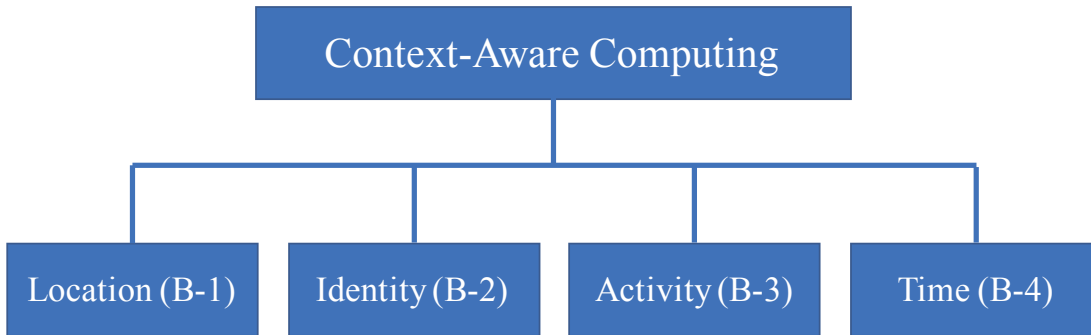 Context-Aware Computing
Location (B-1)
Identity (B-2)
Activity (B-3)
Time (B-4)